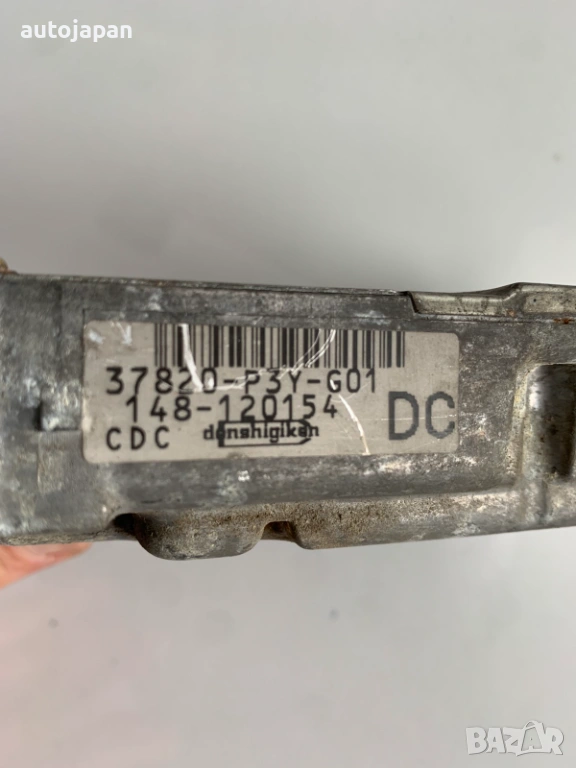 autojapan
37820-P3Y-G01
148-120154
CDC
denshigiken
DC
BAZAR